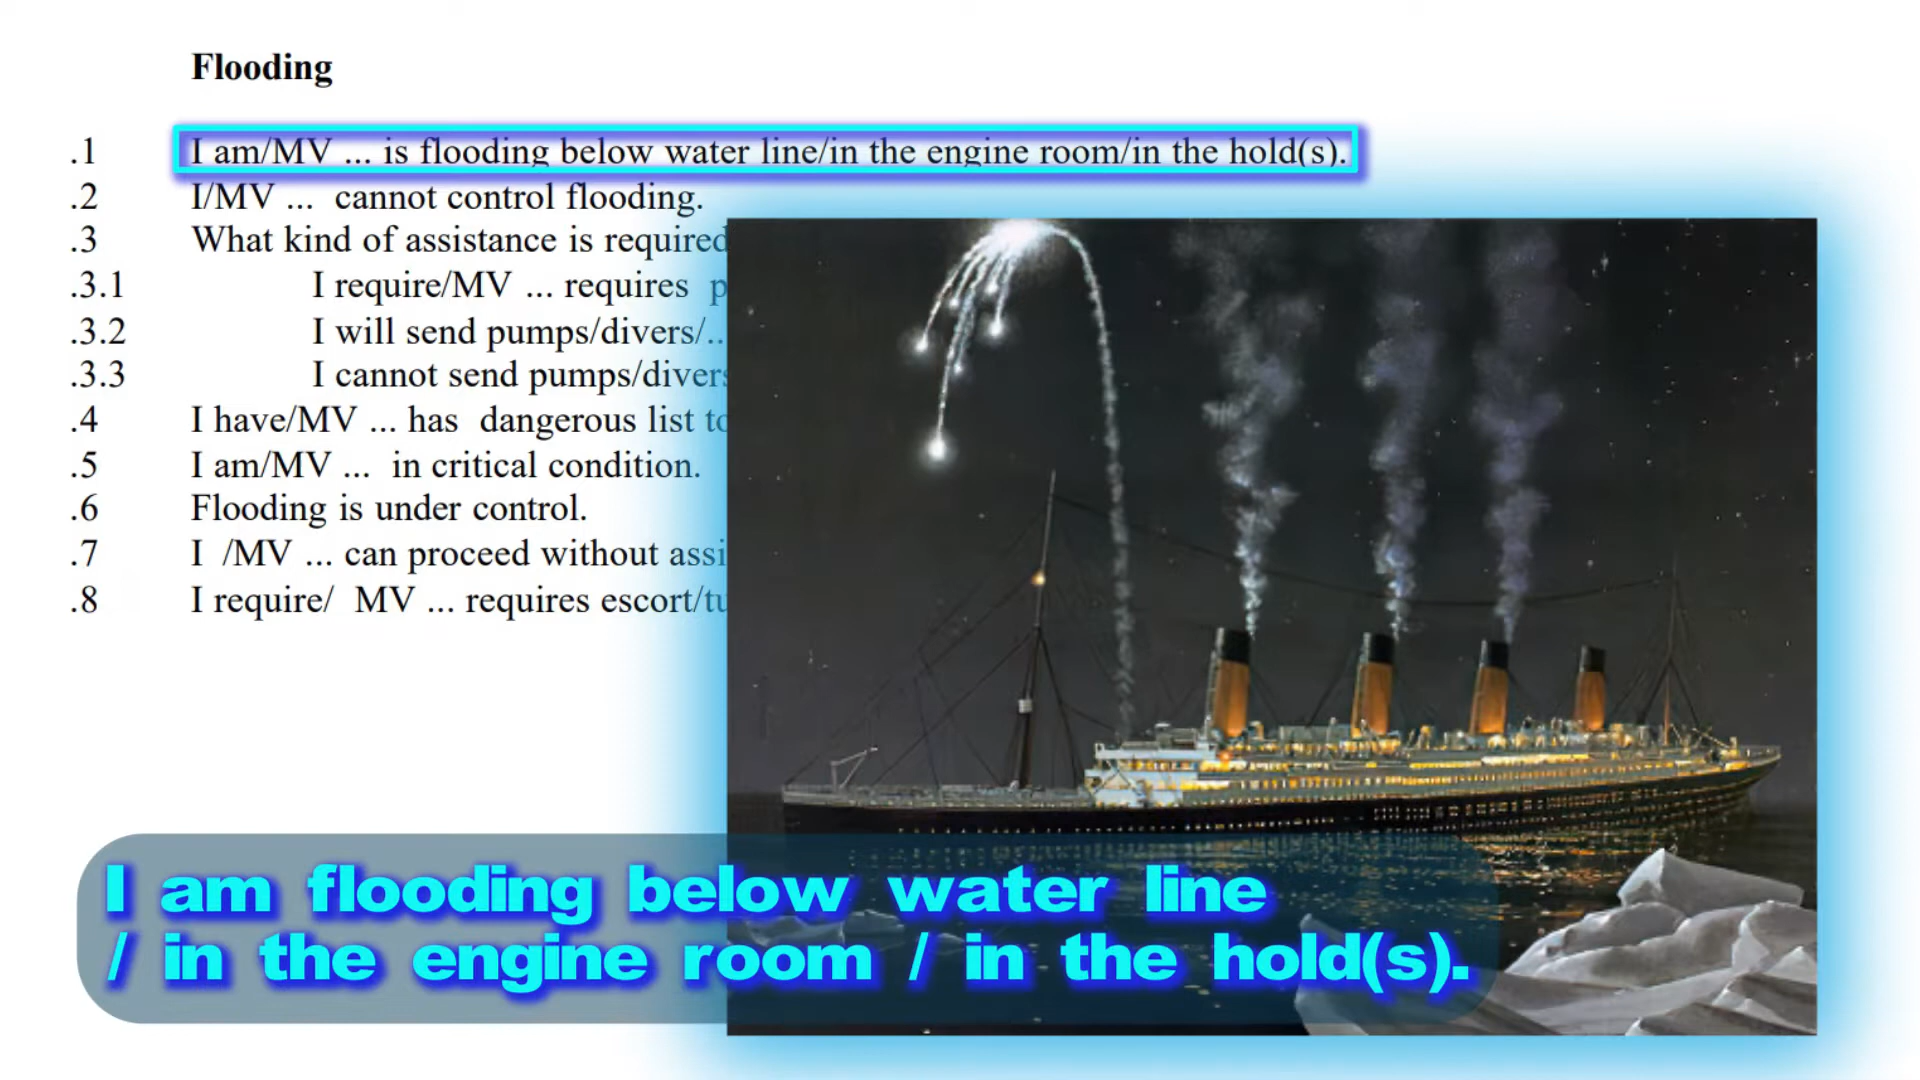 Flooding
.1 I am/MV ... is flooding below water line/in the engine room/in the hold(s).
.2 I/MV ... cannot control flooding.
.3 What kind of assistance is required
.3.1 I require/MV ... requires
.3.2 I will send pumps/divers/..
.3.3 I cannot send pumps/divers
.4 I have/MV ... has dangerous list to
.5 I am/MV ... in critical condition.
.6 Flooding is under control.
.7 I /MV ... can proceed without
.8 I require/ MV ... requires escort/
I am flooding below water line
/ in the engine room / in the hold(s).